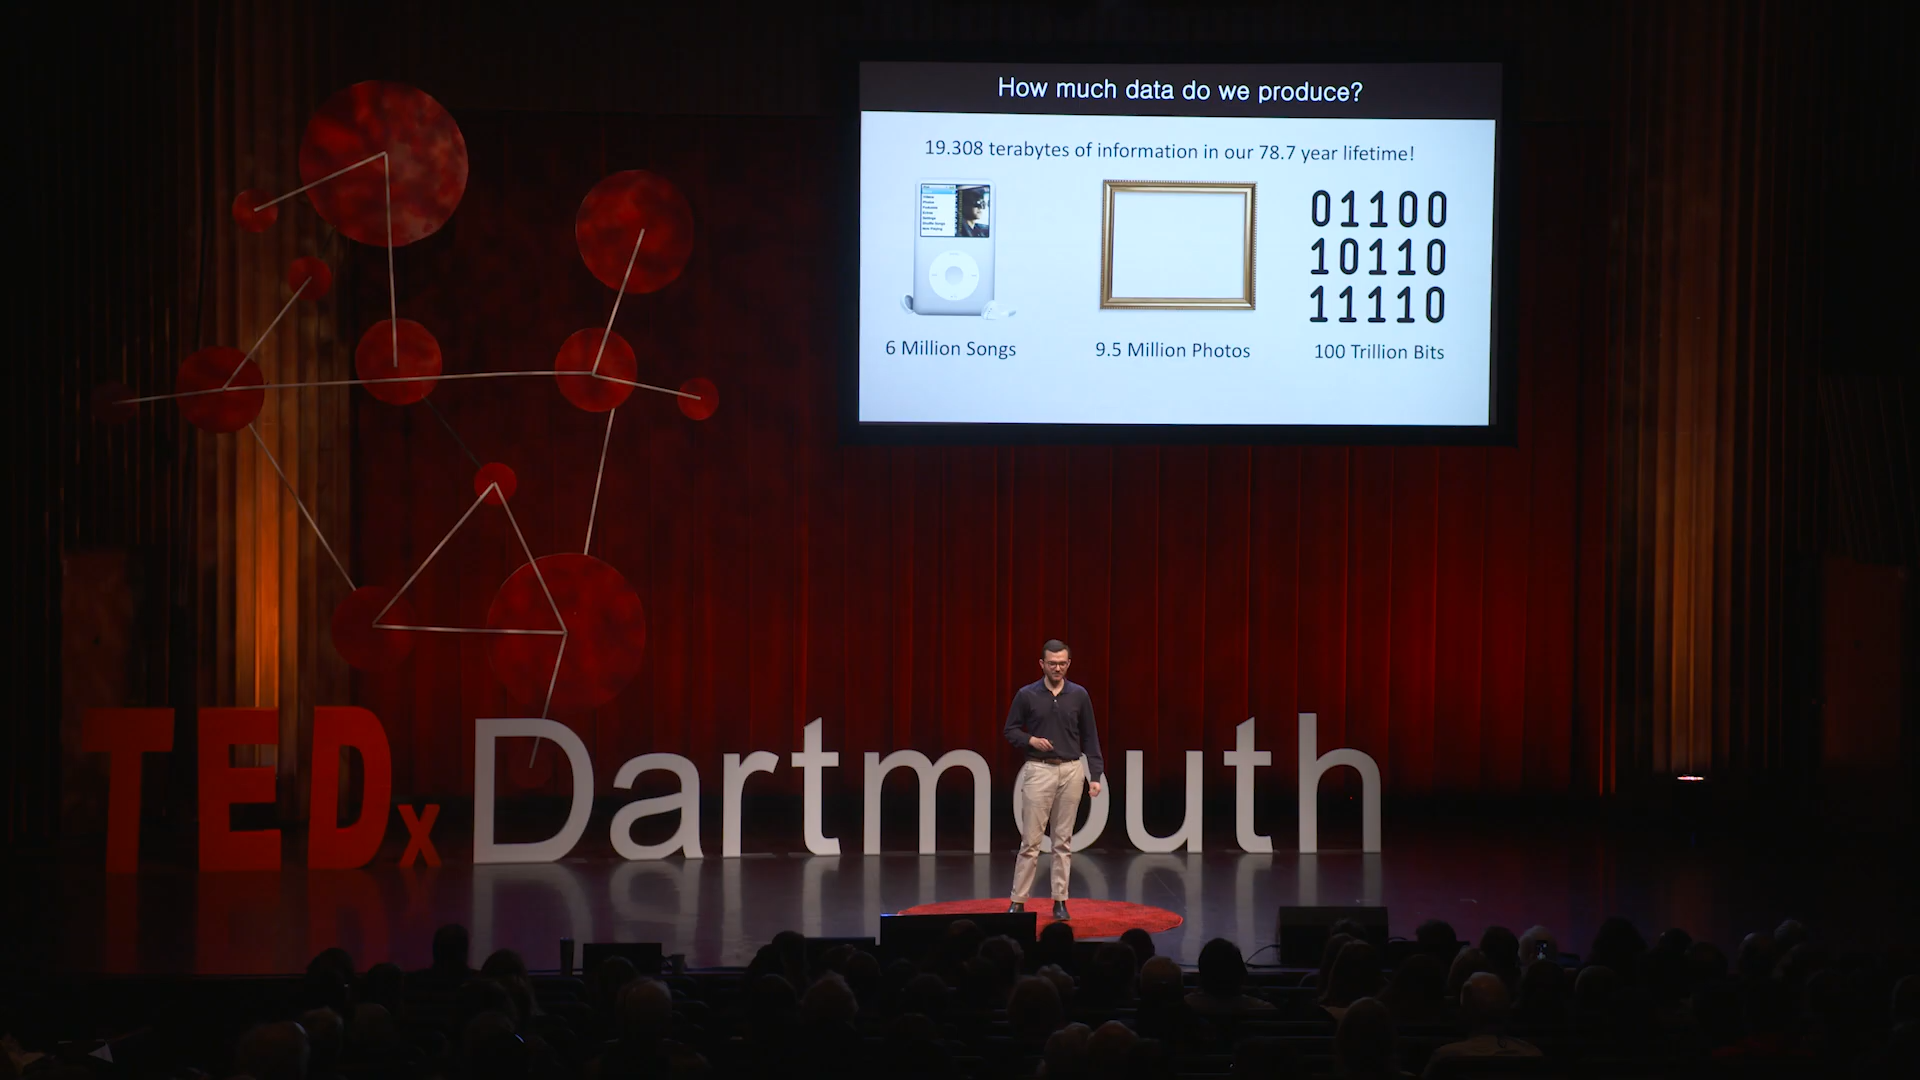 How much data do we produce?
19.308 terabytes of information in our 78.7 year lifetime!
01100
10110
11110
6 Million Songs
9.5 Million Photos
100 Trillion Bits
TEDx Dartmouth